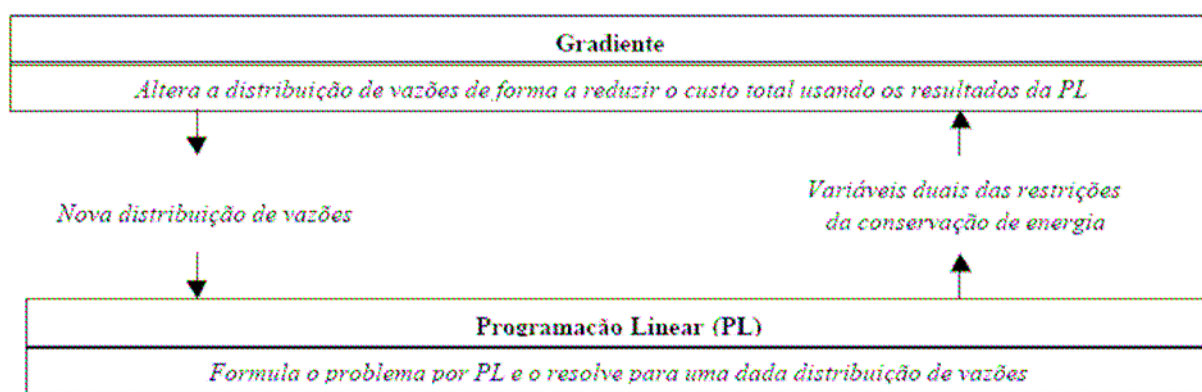 Gradiente
Altera a distribuição de vazões de forma a reduzir o custo total usando os resultados da PL
Nova distribuição de vazões
Variáveis duais das restrições
da conservação de energia
Programação Linear (PL)
Formula o problema por PL e o resolve para uma dada distribuição de vazões